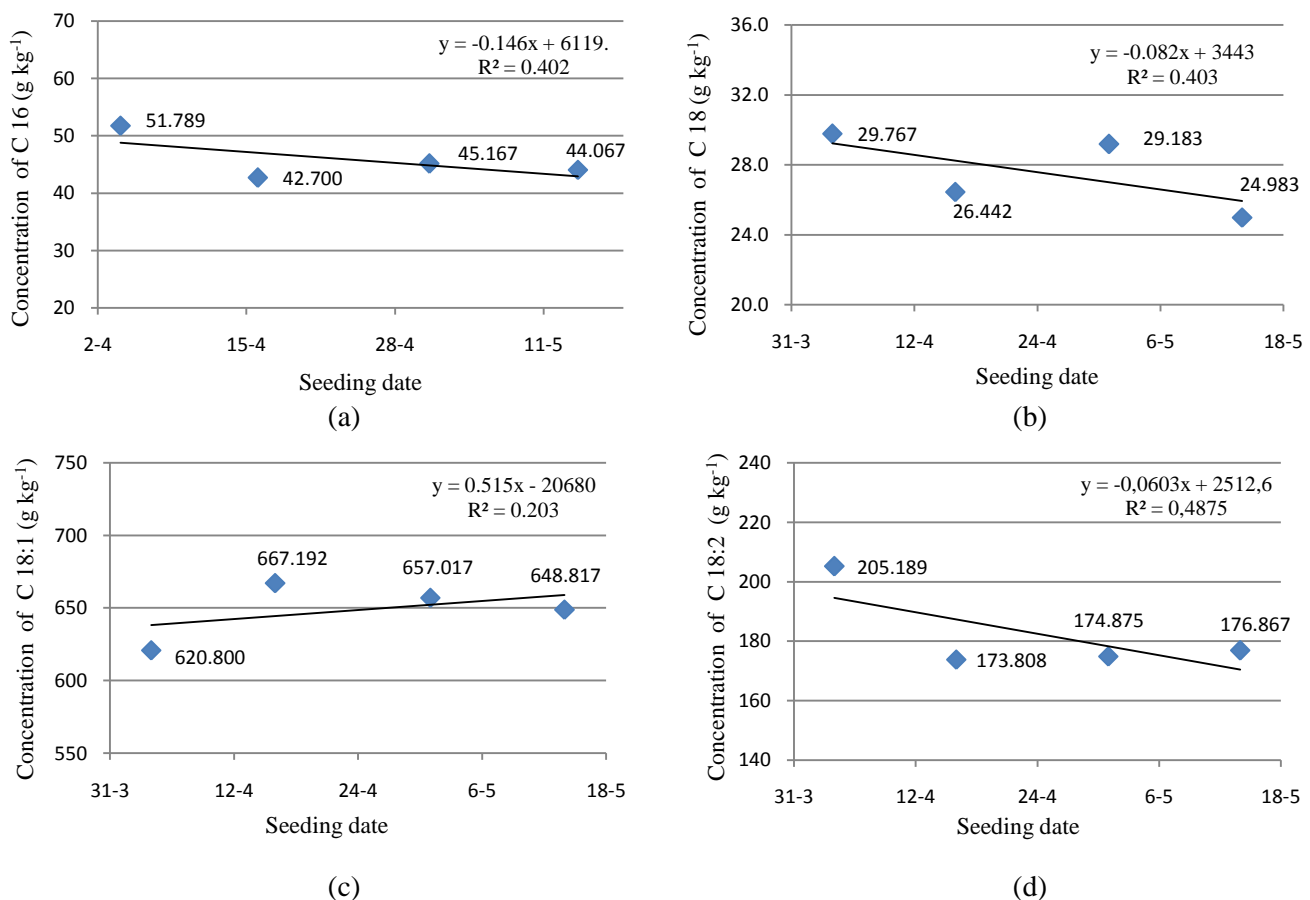 70
60
50
40
30
20
Concentration of C 16 (g kg⁻¹)
y = -0.146x + 6119.
R² = 0.402
51.789
42.700
45.167
44.067
2-4
15-4
28-4
11-5
Seeding date
(a)
36.0
32.0
28.0
24.0
20.0
Concentration of C 18 (g kg⁻¹)
y = -0.082x + 3443
R² = 0.403
29.767
26.442
29.183
24.983
31-3
12-4
24-4
6-5
18-5
Seeding date
(b)
750
700
650
600
550
Concentration of C 18:1 (g kg⁻¹)
y = 0.515x - 20680
R² = 0.203
620.800
667.192
657.017
648.817
31-3
12-4
24-4
6-5
18-5
Seeding date
(c)
240
220
200
180
160
140
Concentration of C 18:2 (g kg⁻¹)
y = -0,0603x + 2512,6
R² = 0,4875
205.189
173.808
174.875
176.867
31-3
12-4
24-4
6-5
18-5
Seeding date
(d)